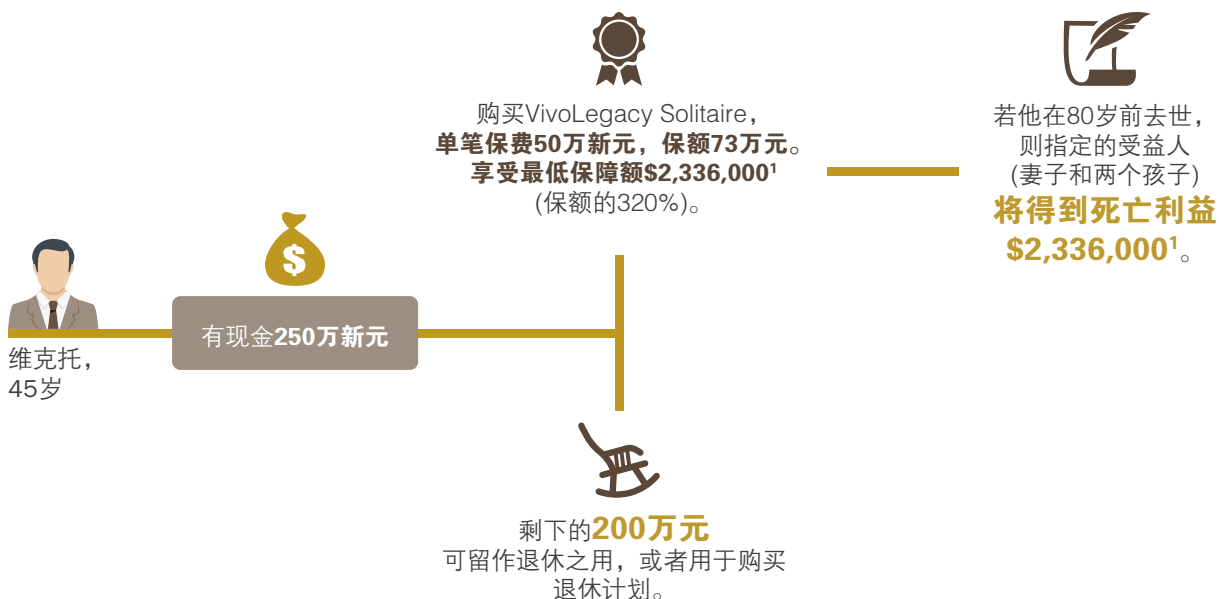 维克托，
45岁
$
有现金250万新元
购买VivoLegacy Solitaire，
单笔保费50万新元，保额73万元。
享受最低保障额$2,336,000¹
(保额的320%)。
若他在80岁前去世，
则指定的受益人
(妻子和两个孩子)
将得到死亡利益
$2,336,000¹。
剩下的200万元
可留作退休之用，或者用于购买
退休计划。